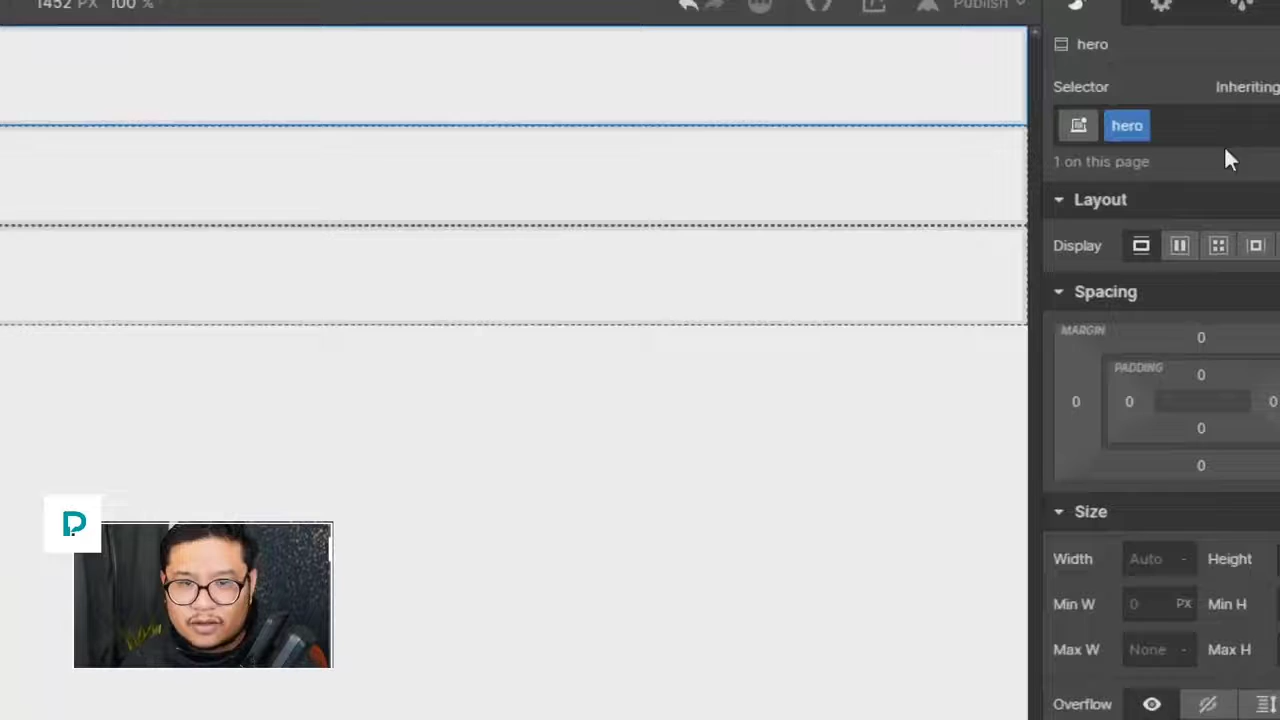 1452 PX 100 %
Publish
hero
Selector
Inheriting
hero
1 on this page
Layout
Display
Spacing
MARGIN
0
PADDING
0
0
0
0
0
0
Size
Width Auto - Height
Min W 0 PX Min H
Max W None - Max H
Overflow